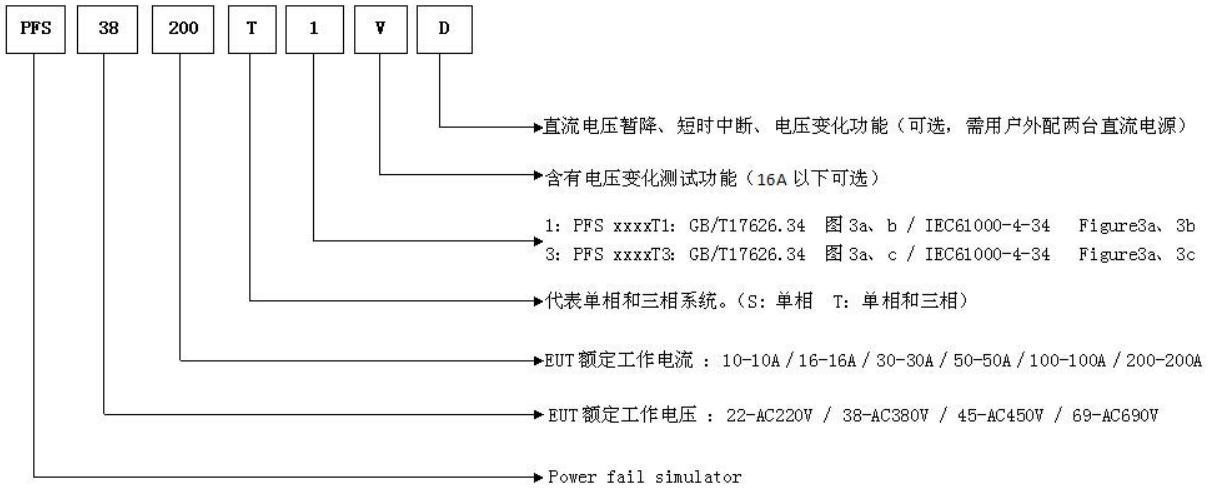 PFS 38 200 T 1 V D
直流电压暂降、短时中断、电压变化功能（可选，需用户外配两台直流电源）
含有电压变化测试功能（16A 以下可选）
1: PFS xxxxT1: GB/T17626.34 图 3a、b / IEC61000-4-34 Figure3a、3b
3: PFS xxxxT3: GB/T17626.34 图 3a、c / IEC61000-4-34 Figure3a、3c
代表单相和三相系统。（S: 单相 T: 单相和三相）
EUT 额定工作电流 : 10-10A / 16-16A / 30-30A / 50-50A / 100-100A / 200-200A
EUT 额定工作电压 : 22-AC220V / 38-AC380V / 45-AC450V / 69-AC690V
Power fail simulator